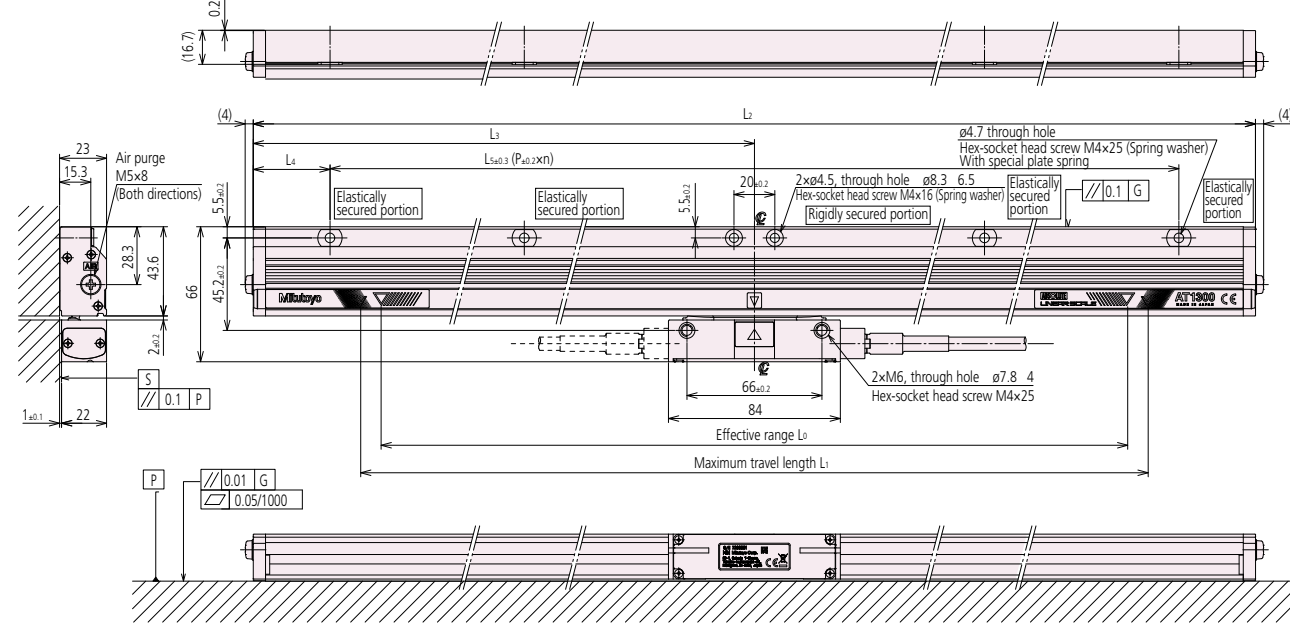 0.2
(16.7)
(4)
L2
(4)
L3
L4
L5±0.3 (P±0.2×n)
ø4.7 through hole
Hex-socket head screw M4×25 (Spring washer)
With special plate spring
23
15.3
Air purge
M5×8
(Both directions)
5.5±0.2
Elastically
secured portion
Elastically
secured portion
5.5±0.2
20±0.2
2×ø4.5, through hole ø8.3 6.5
Hex-socket head screw M4×16 (Spring washer)
Rigidly secured portion
Elastically
secured
portion
// 0.1 G
Elastically
secured
portion
28.3
43.6
66
45.2±0.2
Mitutoyo
LINEAR SCALE
AT1300 CE
MADE IN JAPAN
2±0.2
S
// 0.1 P
1±0.1
22
66±0.2
84
2×M6, through hole ø7.8 4
Hex-socket head screw M4×25
Effective range L0
Maximum travel length L1
P
// 0.01 G
0.05/1000
CE